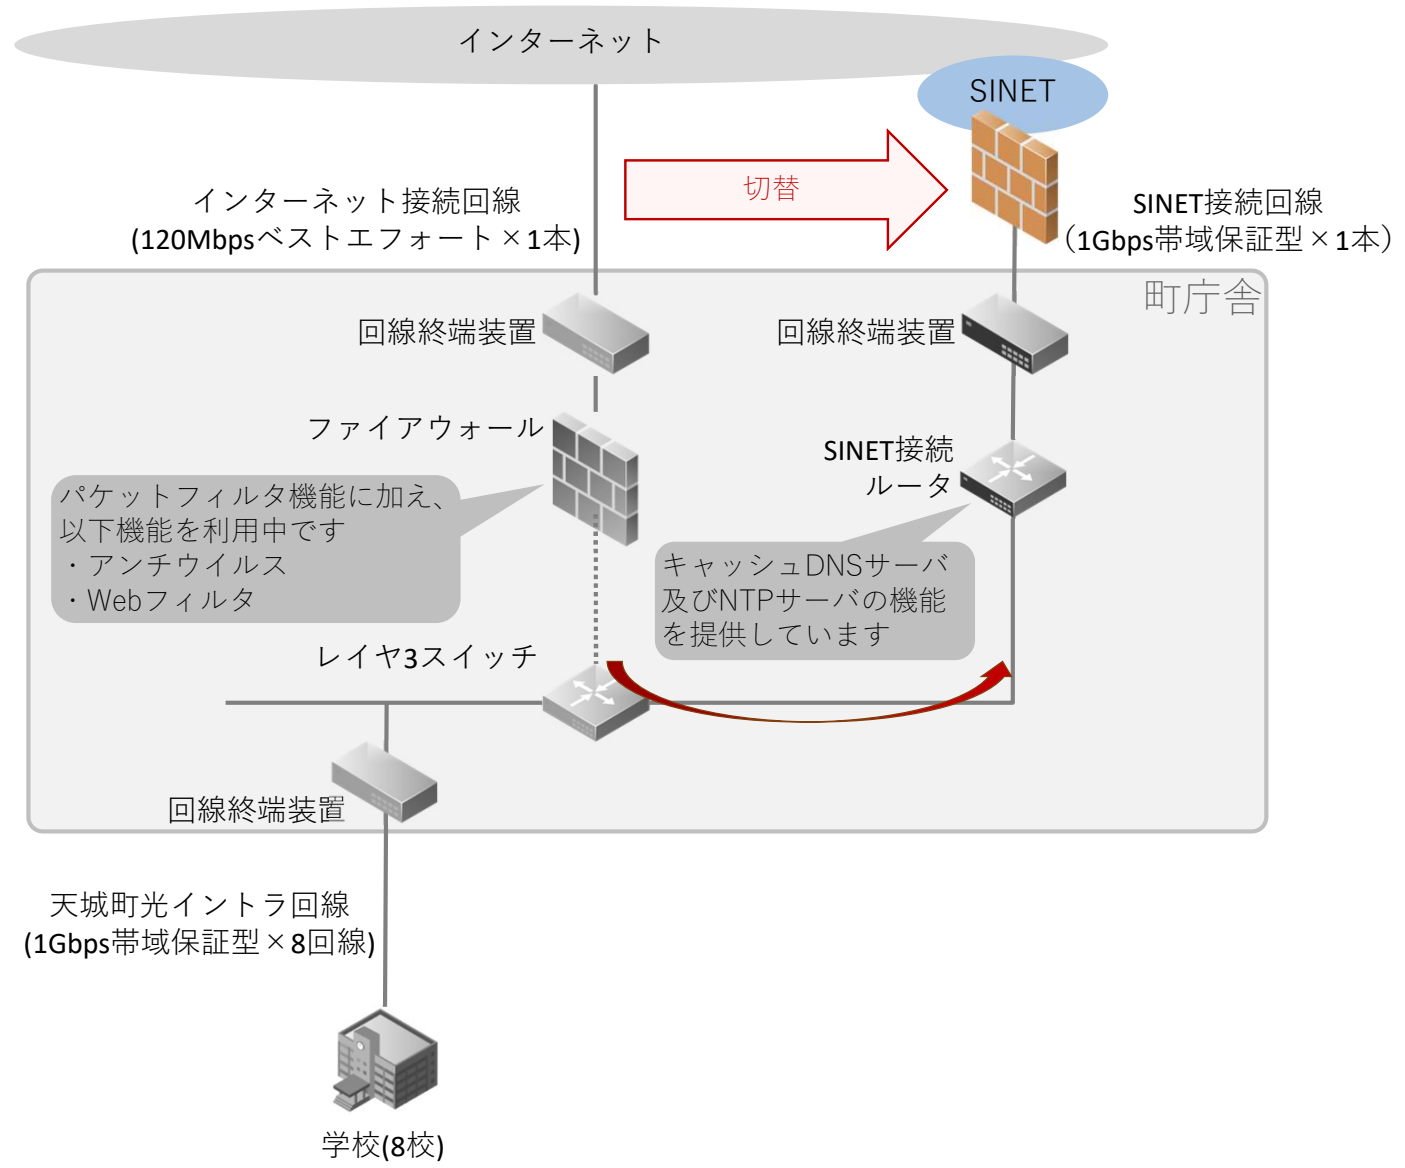 インターネット
SINET
切替
インターネット接続回線
(120Mbpsベストエフォート×1本)
SINET接続回線
（1Gbps帯域保証型×1本）
町庁舎
回線終端装置
回線終端装置
ファイアウォール
SINET接続
ルータ
パケットフィルタ機能に加え、
以下機能を利用中です
・アンチウイルス
・Webフィルタ
キャッシュDNSサーバ
及びNTPサーバの機能
を提供しています
レイヤ3スイッチ
回線終端装置
天城町光イントラ回線
(1Gbps帯域保証型×8回線)
学校(8校)